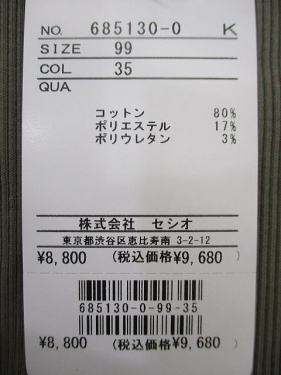 NO. 685130-0 K
SIZE 99
COL 35
QUA
コットン 80%
ポリエステル 17%
ポリウレタン 3%
株式会社 セシオ
東京都渋谷区恵比寿南 3-2-12
¥8,800 (税込価格¥9,680)
685130-0-99-35
¥8,800 (税込価格¥9,680)